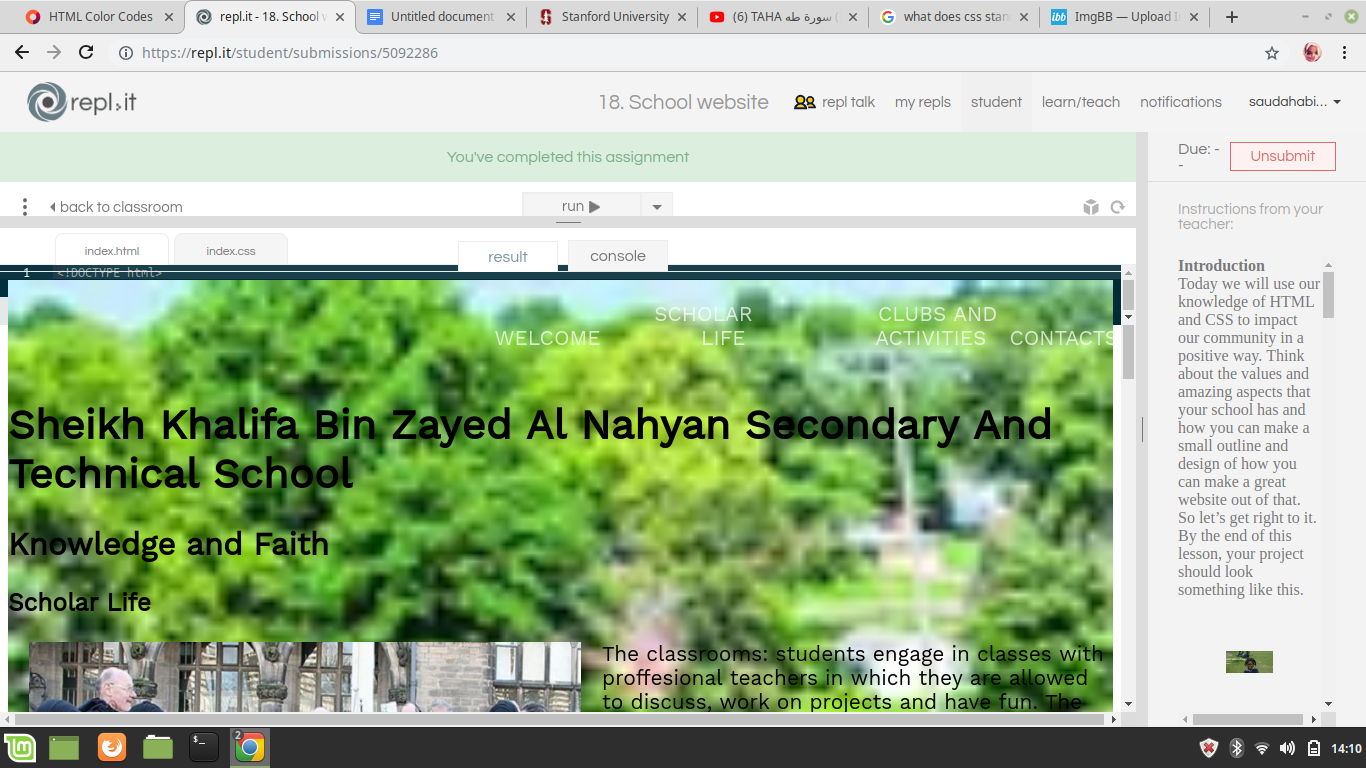 HTML Color Codes
repl.it - 18. School w
Untitled document
Stanford University
(6) TAHA سورة طه (
what does css stan
ImgBB — Upload I
https://repl.it/student/submissions/5092286
repl.it
18. School website
repl talk
my repls
student
learn/teach
notifications
saudahabi...
You've completed this assignment
Due: -
-
Unsubmit
back to classroom
run
Instructions from your
teacher:
index.html
index.css
result
console
1 <!DOCTYPE html>
SCHOLAR
LIFE
CLUBS AND
ACTIVITIES
WELCOME
CONTACTS
Sheikh Khalifa Bin Zayed Al Nahyan Secondary And
Technical School
Knowledge and Faith
Scholar Life
The classrooms: students engage in classes with
proffesional teachers in which they are allowed
to discuss, work on projects and have fun. The
Introduction
Today we will use our
knowledge of HTML
and CSS to impact
our community in a
positive way. Think
about the values and
amazing aspects that
your school has and
how you can make a
small outline and
design of how you
can make a great
website out of that.
So let’s get right to it.
By the end of this
lesson, your project
should look
something like this.
2
14:10